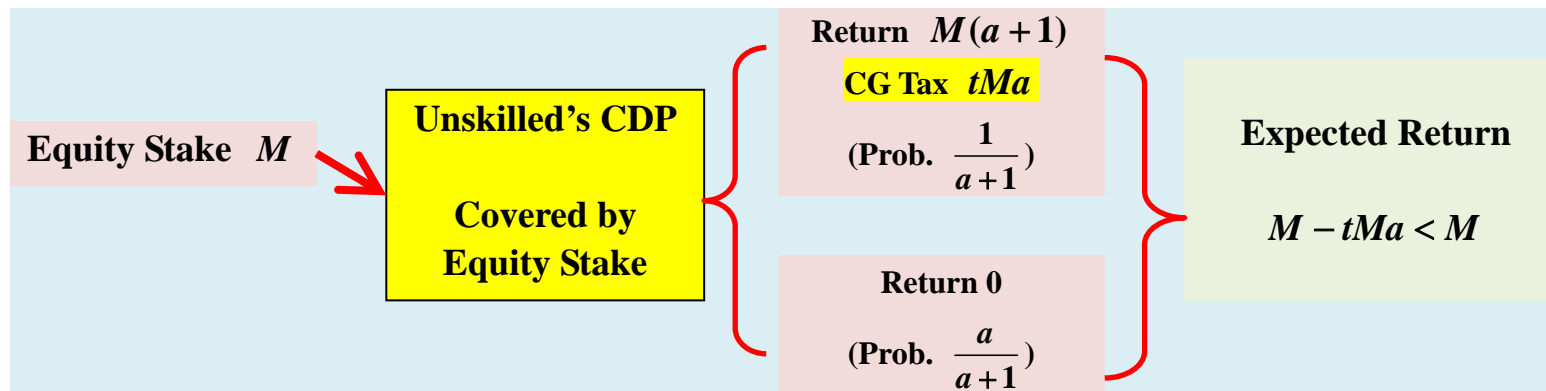 Equity Stake M
Unskilled’s CDP
Covered by
Equity Stake
Return M(a+1)
CG Tax tMa
(Prob. 1/(a+1))
Return 0
(Prob. a/(a+1))
Expected Return
M − tMa < M